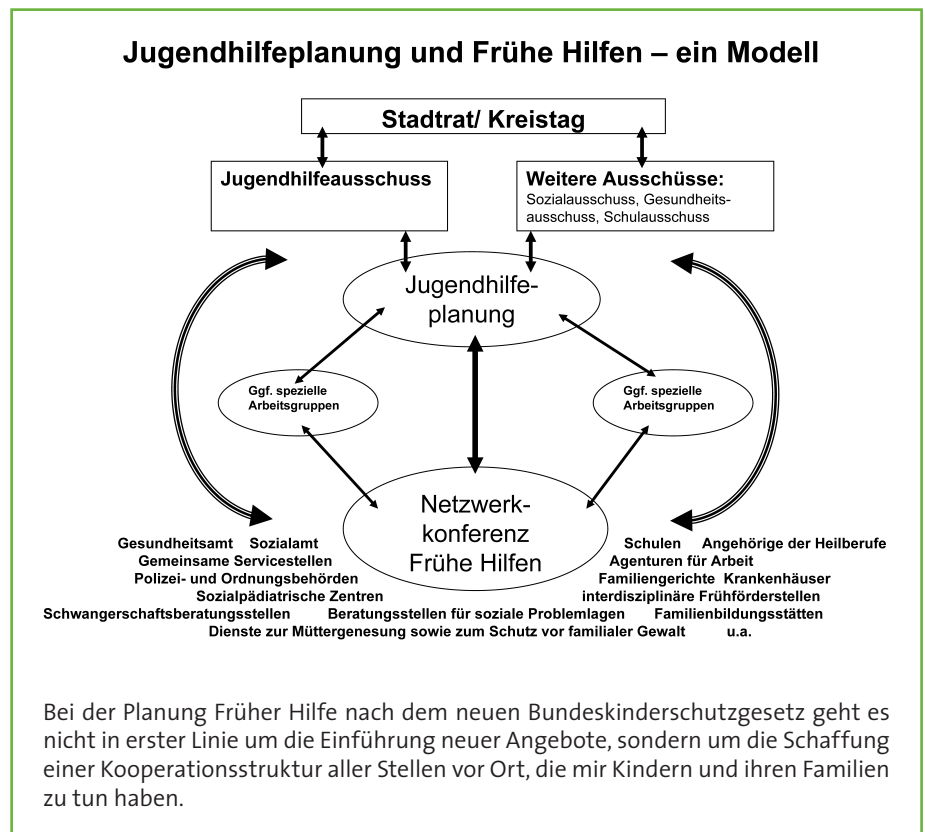 Jugendhilfeplanung und Frühe Hilfen – ein Modell
Stadtrat/ Kreistag
Jugendhilfeausschuss
Weitere Ausschüsse:
Sozialausschuss, Gesundheits-
ausschuss, Schulausschuss
Jugendhilfe-
planung
Ggf. spezielle
Arbeitsgruppen
Ggf. spezielle
Arbeitsgruppen
Netzwerk-
konferenz
Frühe Hilfen
Gesundheitsamt Sozialamt
Schulen Angehörige der Heilberufe
Gemeinsame Servicestellen
Agenturen für Arbeit
Polizei- und Ordnungsbehörden
Familiengerichte Krankenhäuser
Sozialpädiatrische Zentren
interdisziplinäre Frühförderstellen
Schwangerschaftsberatungsstellen Beratungsstellen für soziale Problemlagen Familienbildungsstätten
Dienste zur Müttergenesung sowie zum Schutz vor familialer Gewalt u.a.
Bei der Planung Früher Hilfe nach dem neuen Bundeskinderschutzgesetz geht es
nicht in erster Linie um die Einführung neuer Angebote, sondern um die Schaffung
einer Kooperationsstruktur aller Stellen vor Ort, die mir Kindern und ihren Familien
zu tun haben.